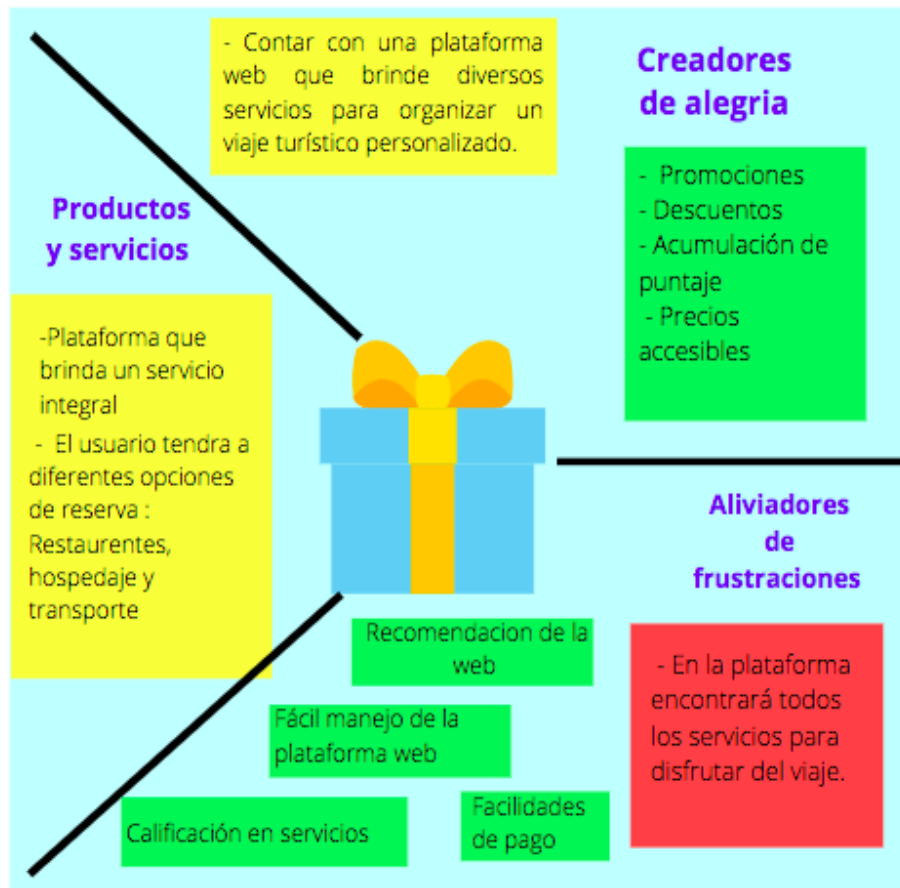 - Contar con una plataforma
web que brinde diversos
servicios para organizar un
viaje turístico personalizado.
Creadores
de alegria
- Promociones
- Descuentos
- Acumulación de
puntaje
- Precios
accesibles
Productos
y servicios
-Plataforma que
brinda un servicio
integral
- El usuario tendra a
diferentes opciones
de reserva :
Restaurentes,
hospedaje y
transporte
Aliviadores
de
frustraciones
- En la plataforma
encontrará todos
los servicios para
disfrutar del viaje.
Recomendacion de la
web
Fácil manejo de la
plataforma web
Calificación en servicios
Facilidades
de pago